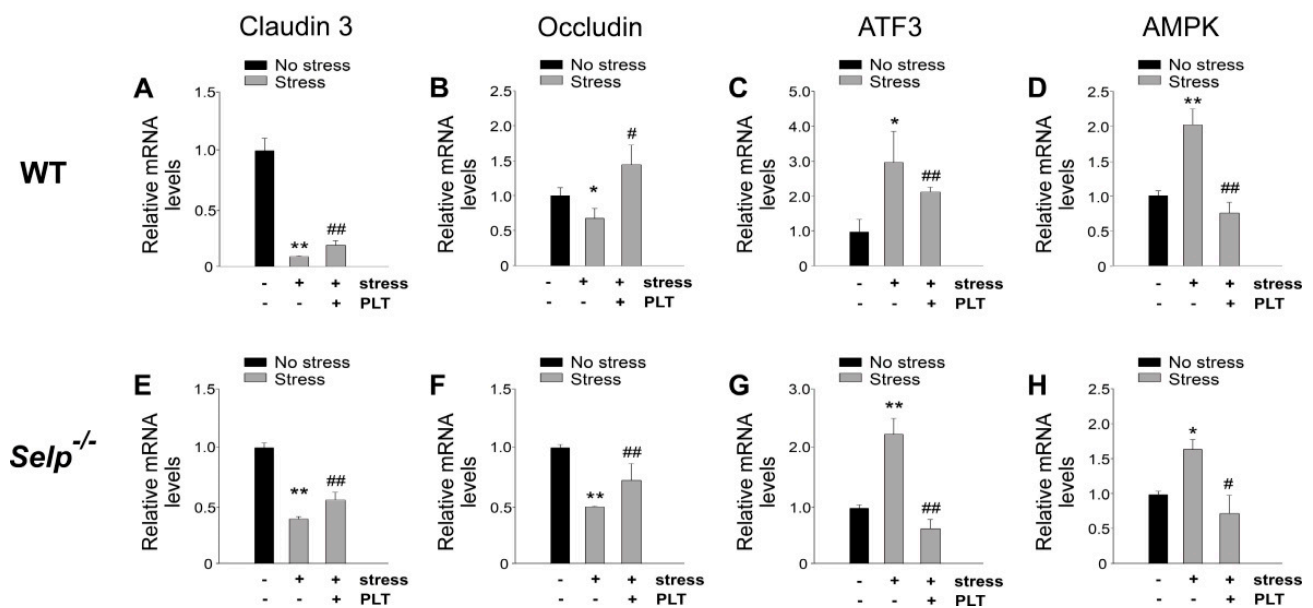 Claudin 3 Occludin ATF3 AMPK
WT
A
No stress
Stress
Relative mRNA
levels
1.5
1.0
0.5
0
** ##
- + + stress
- - + PLT
B
No stress
Stress
Relative mRNA
levels
2.5
2.0
1.5
1.0
0.5
0
* #
- + + stress
- - + PLT
C
No stress
Stress
Relative mRNA
levels
5.0
4.0
3.0
2.0
1.0
0
* ##
- + + stress
- - + PLT
D
No stress
Stress
Relative mRNA
levels
2.5
2.0
1.5
1.0
0.5
0
** ##
- + + stress
- - + PLT
Selp-/-
E
No stress
Stress
Relative mRNA
levels
1.5
1.0
0.5
0
** ##
- + + stress
- - + PLT
F
No stress
Stress
Relative mRNA
levels
1.5
1.0
0.5
0
** ##
- + + stress
- - + PLT
G
No stress
Stress
Relative mRNA
levels
3.0
2.0
1.0
0
** ##
- + + stress
- - + PLT
H
No stress
Stress
Relative mRNA
levels
2.5
2.0
1.5
1.0
0.5
0
* #
- + + stress
- - + PLT